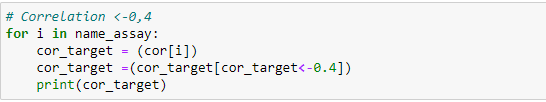 # Correlation <-0,4
for i in name_assay:
    cor_target = (cor[i])
    cor_target =(cor_target[cor_target<-0.4])
    print(cor_target)